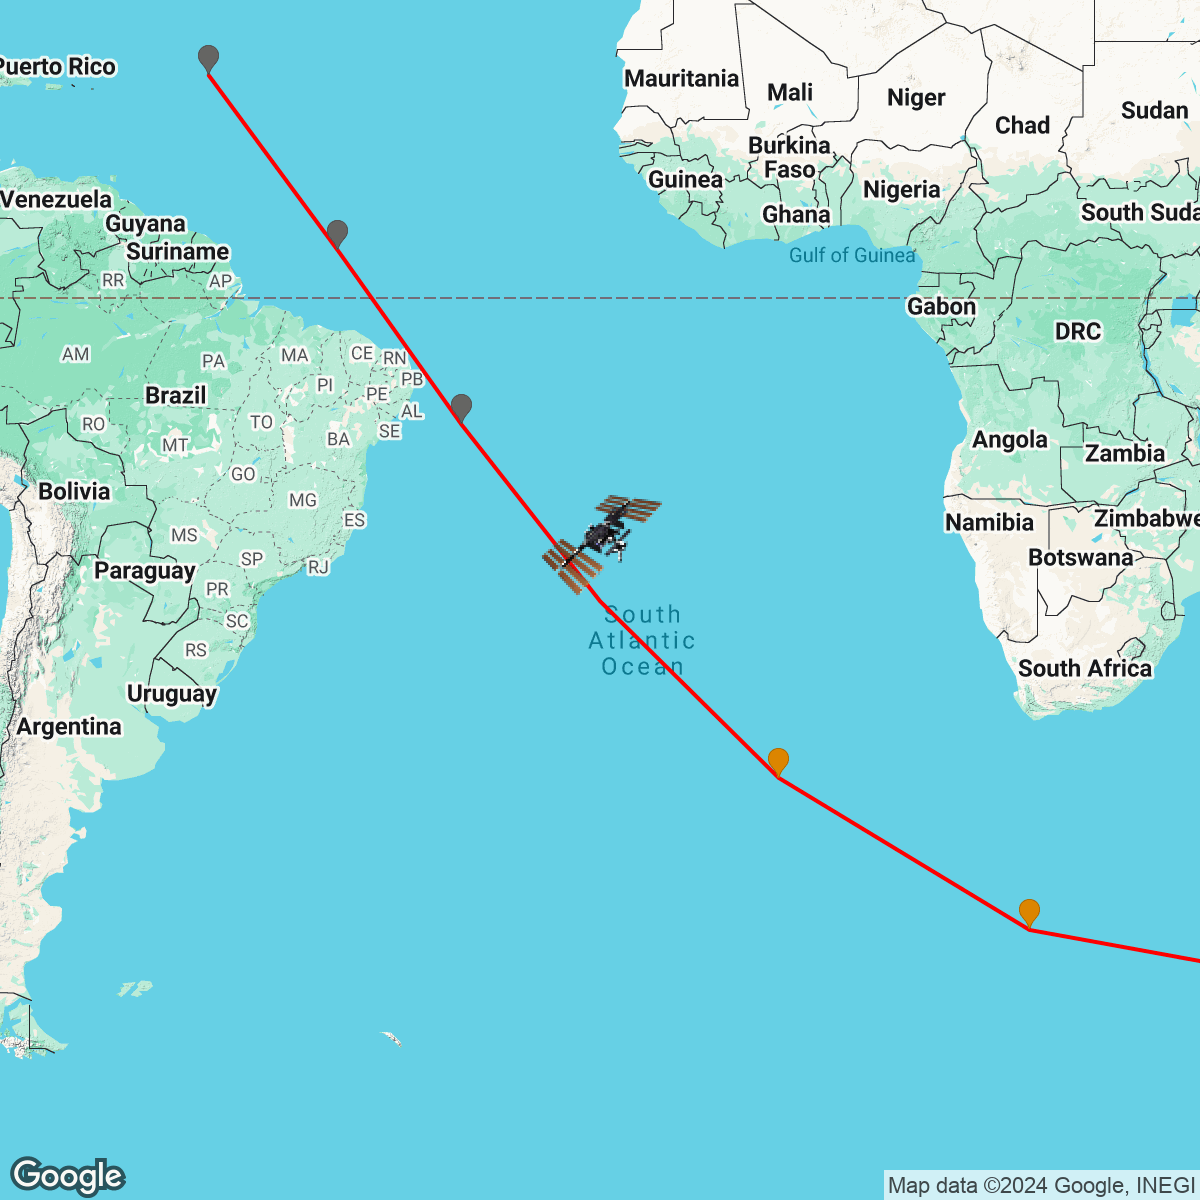 Puerto Rico
Mauritania
Mali
Niger
Chad
Sudan
Burkina
Faso
Guinea
Nigeria
Ghana
South Suda
Venezuela
Guyana
Suriname
Gulf of Guinea
RR
AP
Gabon
DRC
AM
PA
MA
CE
RN
PI
PB
PE
Brazil
AL
RO
TO
SE
MT
BA
Angola
Zambia
GO
Bolivia
MG
ES
Namibia
Zimbabwe
MS
SP
RJ
Botswana
Paraguay
PR
SC
South
Atlantic
Ocean
RS
South Africa
Uruguay
Argentina
Google
Map data ©2024 Google, INEGI